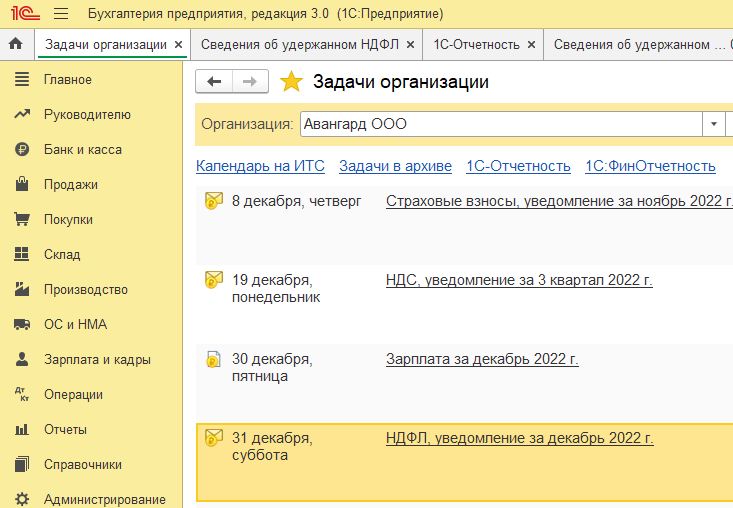 1С Бухгалтерия предприятия, редакция 3.0 (1С:Предприятие)
Задачи организации × Сведения об удержанном НДФЛ × 1С-Отчетность × Сведения об удержанном ...
Главное
Руководителю
Банк и касса
Продажи
Покупки
Склад
Производство
ОС и НМА
Зарплата и кадры
Дт Кт Операции
Отчеты
Справочники
Администрирование
Задачи организации
Организация: Авангард ООО
Календарь на ИТС Задачи в архиве 1С-Отчетность 1С:ФинОтчетность
8 декабря, четверг Страховые взносы, уведомление за ноябрь 2022 г.
19 декабря, НДС, уведомление за 3 квартал 2022 г.
понедельник
30 декабря, Зарплата за декабрь 2022 г.
пятница
31 декабря, НДФЛ, уведомление за декабрь 2022 г.
суббота